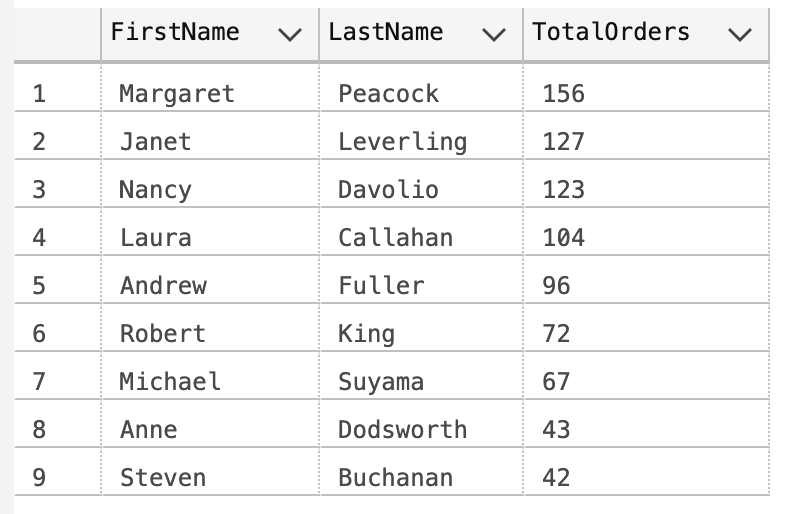 FirstName LastName TotalOrders
1 Margaret Peacock 156
2 Janet Leverling 127
3 Nancy Davolio 123
4 Laura Callahan 104
5 Andrew Fuller 96
6 Robert King 72
7 Michael Suyama 67
8 Anne Dodsworth 43
9 Steven Buchanan 42